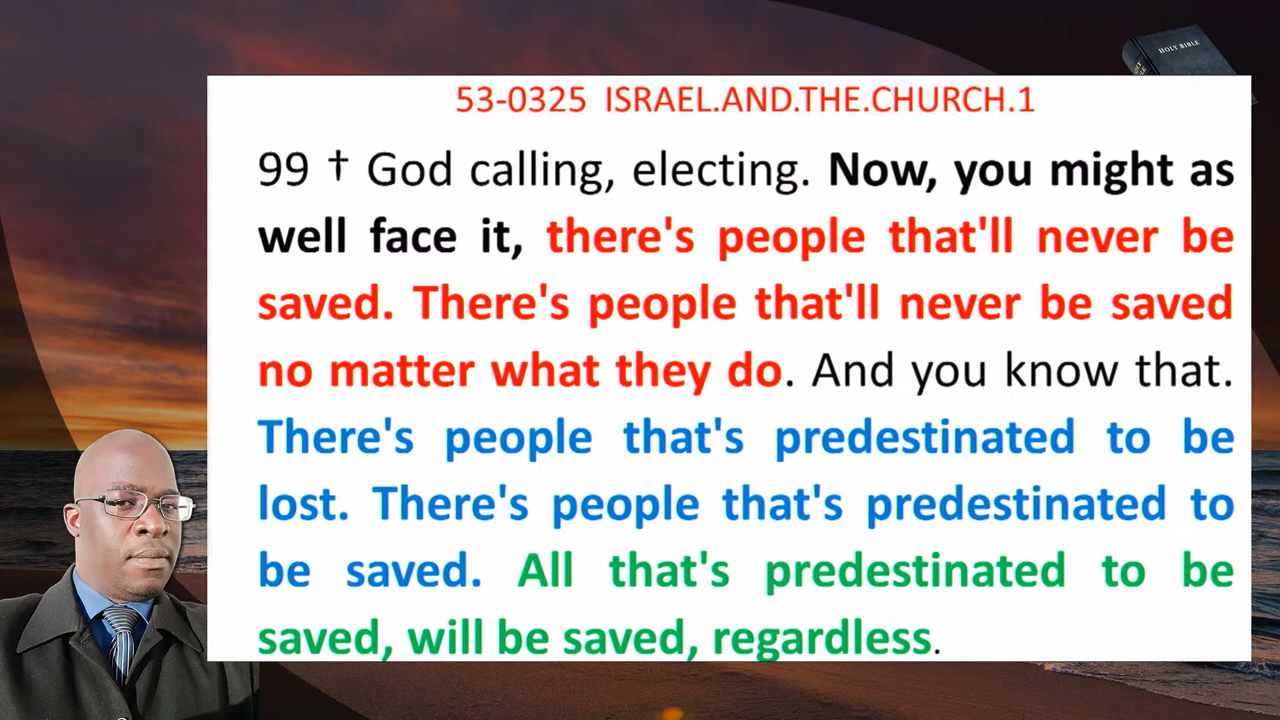 HOLY BIBLE
53-0325 ISRAEL.AND.THE.CHURCH.1
99 † God calling, electing. Now, you might as
well face it, there's people that'll never be
saved. There's people that'll never be saved
no matter what they do. And you know that.
There's people that's predestinated to be
lost. There's people that's predestinated to
be saved. All that's predestinated to be
saved, will be saved, regardless.